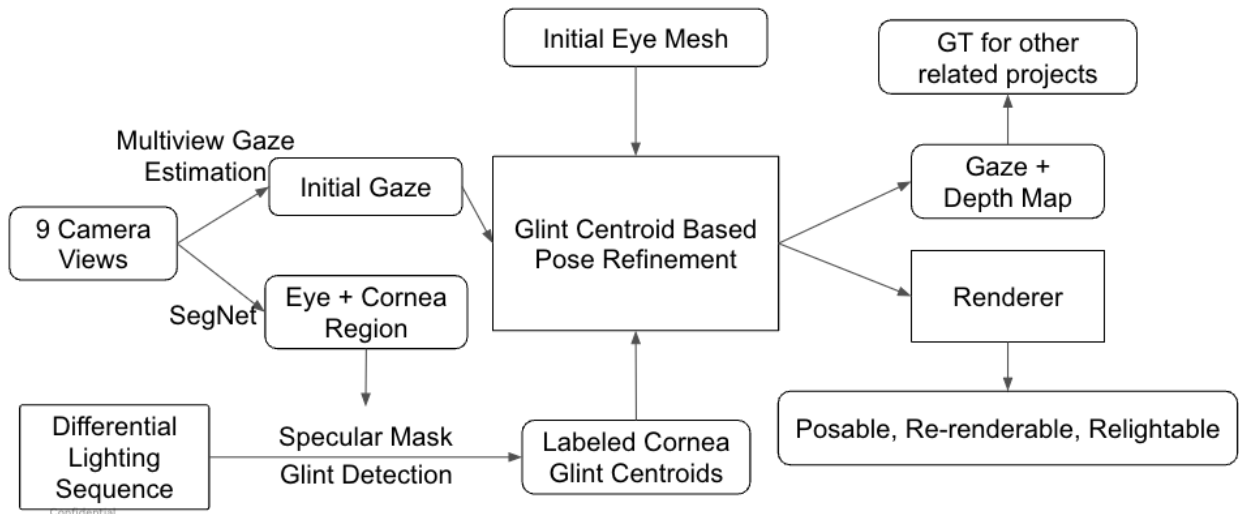 Initial Eye Mesh
GT for other
related projects
Multiview Gaze
Estimation
Initial Gaze
Gaze +
Depth Map
9 Camera
Views
Glint Centroid Based
Pose Refinement
SegNet
Eye + Cornea
Region
Renderer
Differential
Lighting
Sequence
Specular Mask
Glint Detection
Labeled Cornea
Glint Centroids
Posable, Re-renderable, Relightable
Confidential